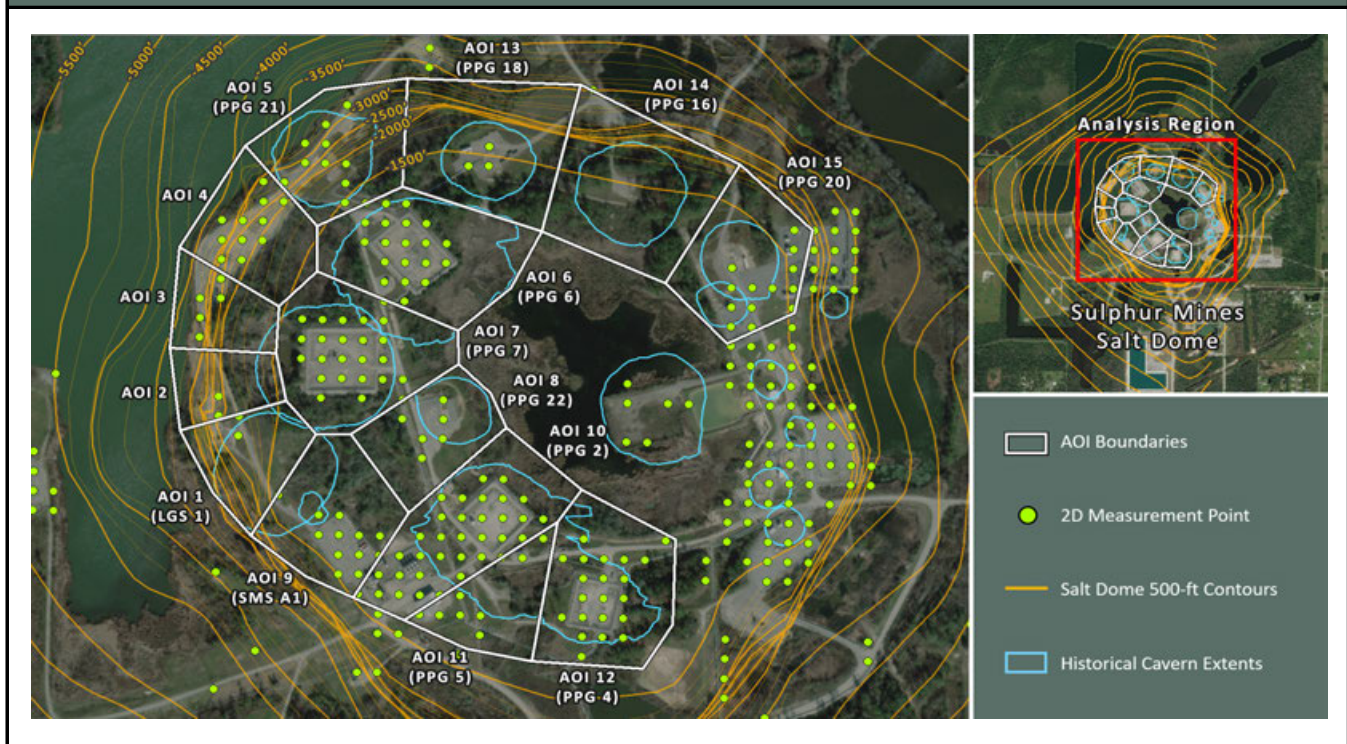 -5500'
-5000'
-4500'
-4000'
-3500'
-3000'
-2500'
-2000'
-1500'
AOI 13
(PPG 18)
AOI 5
(PPG 21)
AOI 14
(PPG 16)
AOI 15
(PPG 20)
AOI 4
AOI 3
AOI 2
AOI 6
(PPG 6)
AOI 7
(PPG 7)
AOI 8
(PPG 22)
AOI 10
(PPG 2)
AOI 1
(LGS 1)
AOI 9
(SMS A1)
AOI 11
(PPG 5)
AOI 12
(PPG 4)
Analysis Region
Sulphur Mines
Salt Dome
AOI Boundaries
2D Measurement Point
Salt Dome 500-ft Contours
Historical Cavern Extents